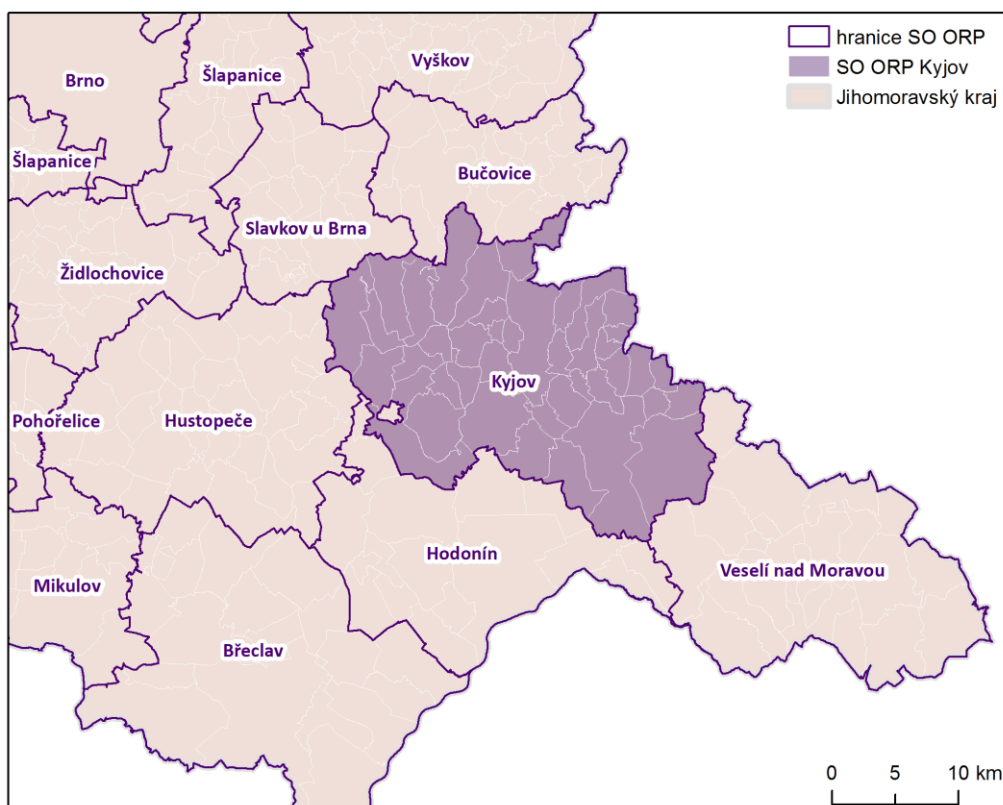 hranice SO ORP
SO ORP Kyjov
Jihomoravský kraj
Vyškov
Brno
Šlapanice
Šlapanice
Bučovice
Slavkov u Brna
Židlochovice
Kyjov
Pohořelice
Hustopeče
Hodonín
Veselí nad Moravou
Mikulov
Břeclav
0 5 10 km